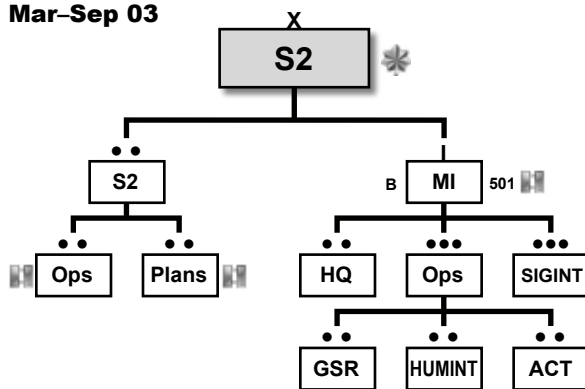 Mar–Sep 03
X
S2
S2
B MI 501
Ops Plans HQ Ops SIGINT
GSR HUMINT ACT